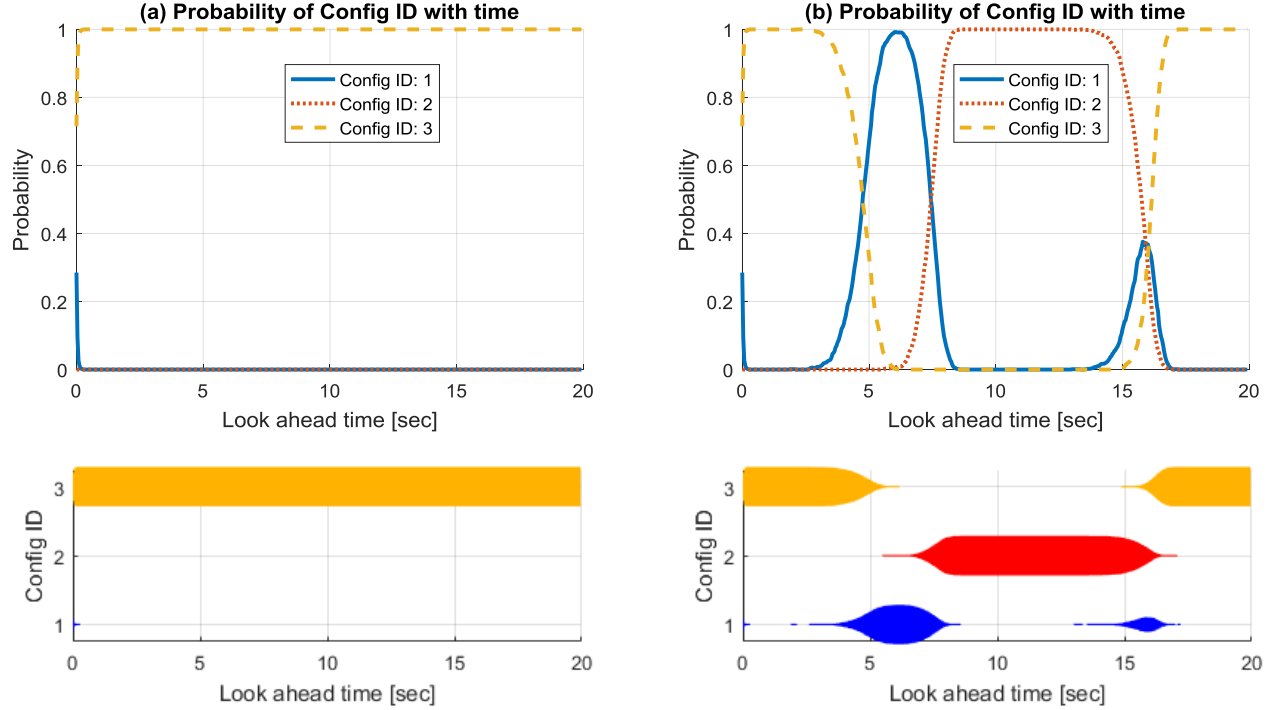 (a) Probability of Config ID with time
1
0.8
0.6
0.4
0.2
0
Probability
Config ID: 1
Config ID: 2
Config ID: 3
0 5 10 15 20
Look ahead time [sec]
3
2
1
Config ID
0 5 10 15 20
Look ahead time [sec]
(b) Probability of Config ID with time
1
0.8
0.6
0.4
0.2
0
Probability
Config ID: 1
Config ID: 2
Config ID: 3
0 5 10 15 20
Look ahead time [sec]
3
2
1
Config ID
0 5 10 15 20
Look ahead time [sec]